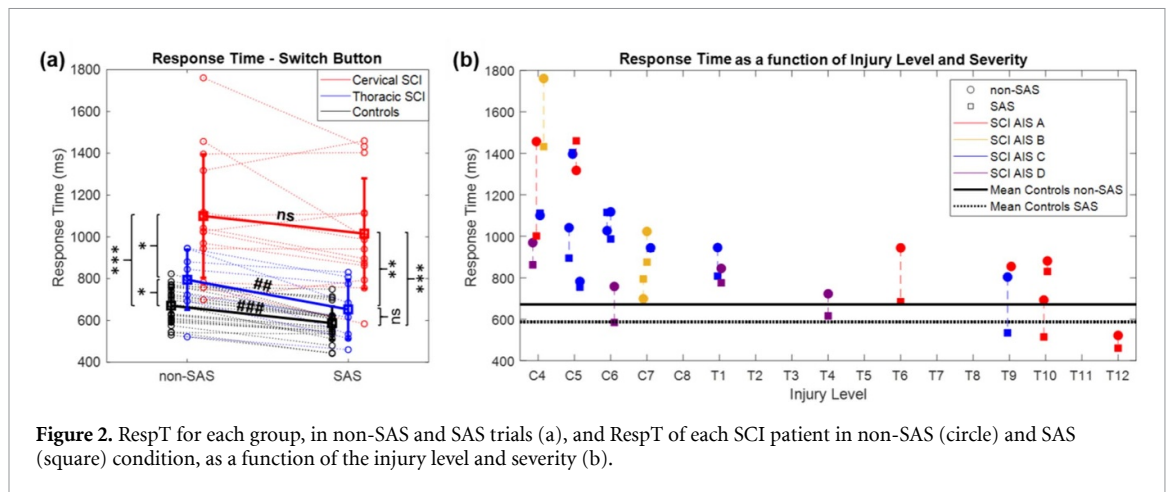 (a)
Response Time - Switch Button
Cervical SCI
Thoracic SCI
Controls
Response Time (ms)
1800
1600
1400
1200
1000
800
600
400
ns
##
###
***
*
*
**
***
ns
non-SAS
SAS
(b)
Response Time as a function of Injury Level and Severity
non-SAS
SAS
SCI AIS A
SCI AIS B
SCI AIS C
SCI AIS D
Mean Controls non-SAS
Mean Controls SAS
Response Time (ms)
1800
1600
1400
1200
1000
800
600
400
C4 C5 C6 C7 C8 T1 T2 T3 T4 T6 T7 T8 T9 T10 T11 T12
Injury Level
Figure 2. RespT for each group, in non-SAS and SAS trials (a), and RespT of each SCI patient in non-SAS (circle) and SAS
(square) condition, as a function of the injury level and severity (b).